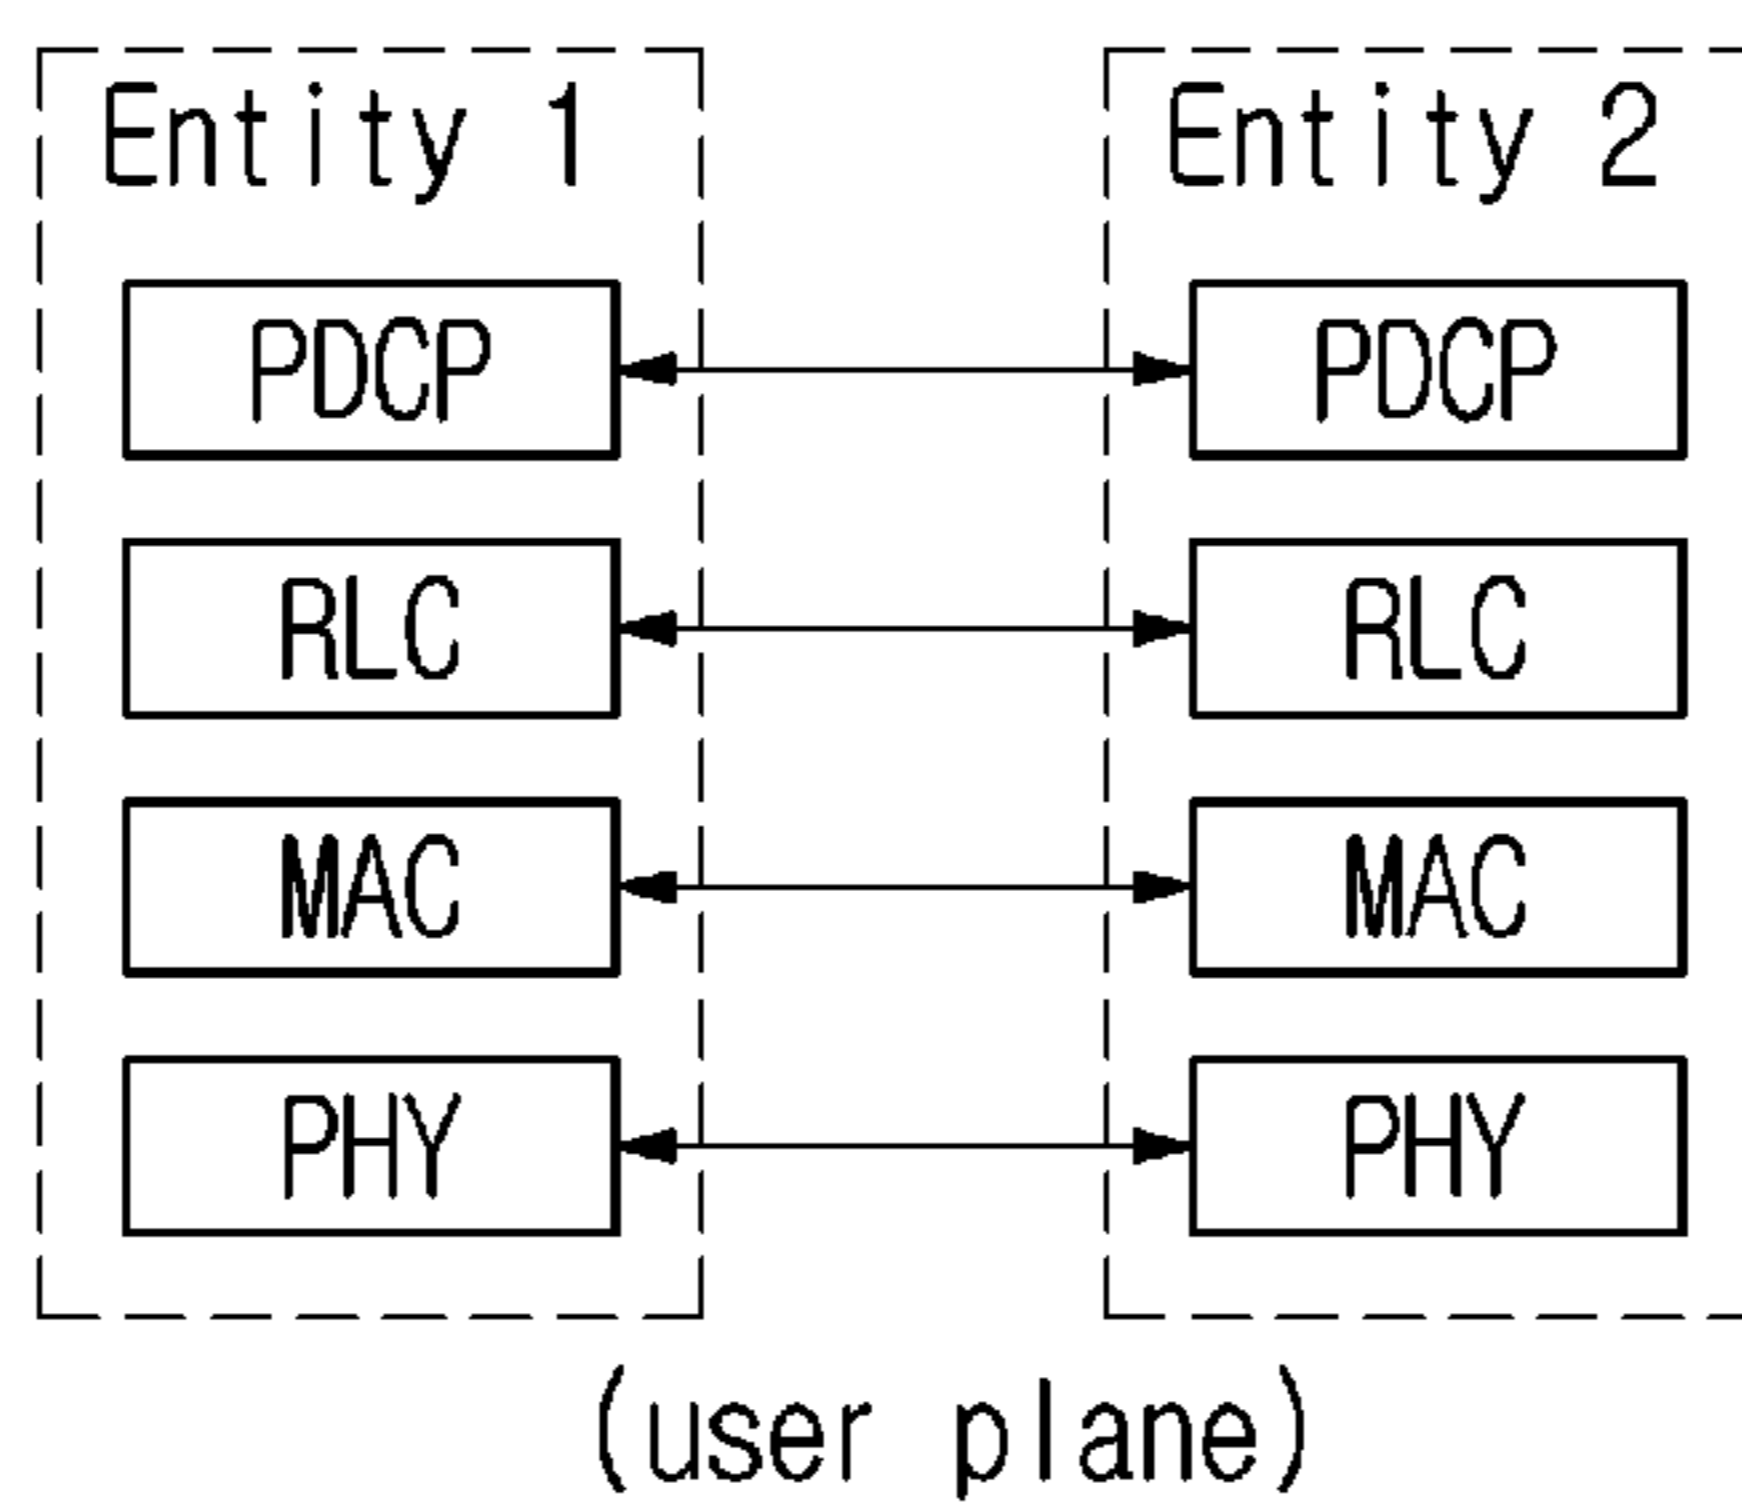 Entity 1 Entity 2
PDCP PDCP
RLC RLC
MAC MAC
PHY PHY
(user plane)